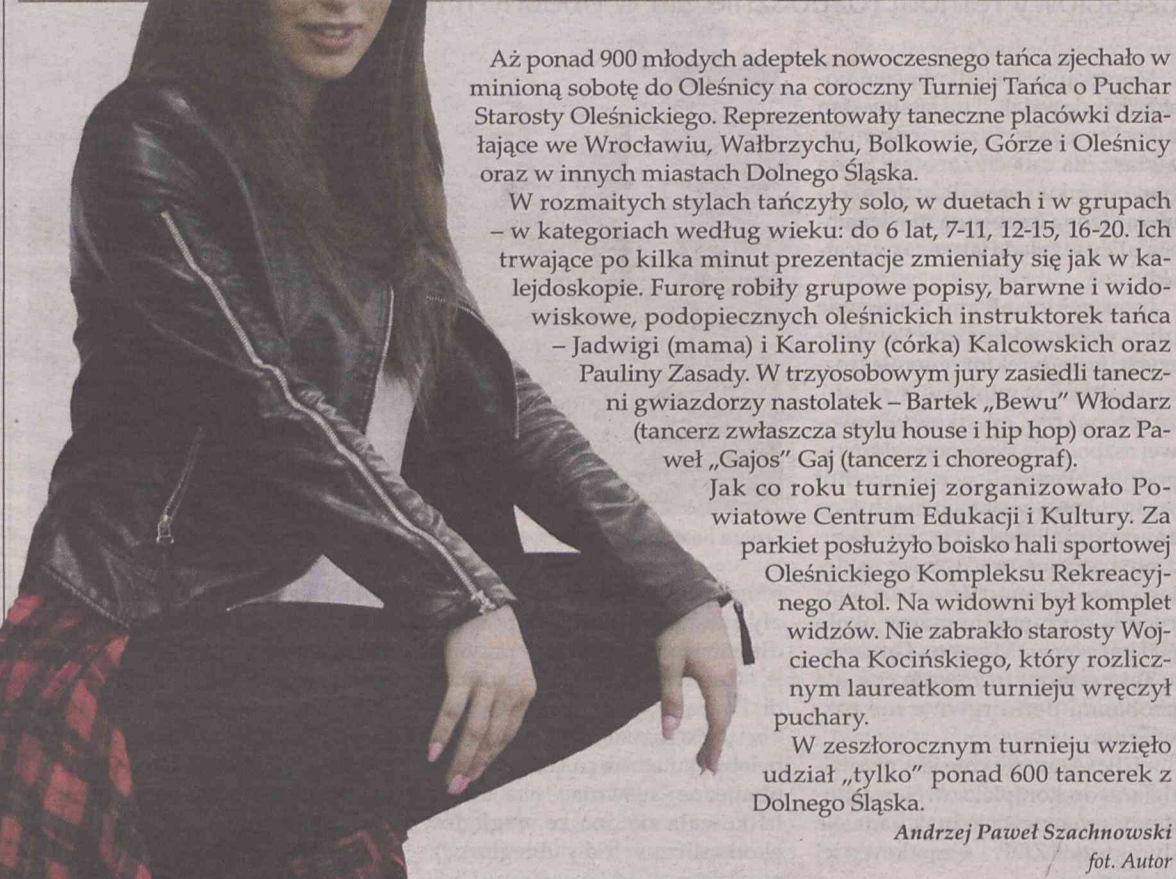 Aż ponad 900 młodych adeptek nowoczesnego tańca zjechało w
minioną sobotę do Oleśnicy na coroczny Turniej Tańca o Puchar
Starosty Oleśnickiego. Reprezentowały taneczne placówki dzia-
łające we Wrocławiu, Wałbrzychu, Bolkowie, Górze i Oleśnicy
oraz w innych miastach Dolnego Śląska.
W rozmaitych stylach tańczyły solo, w duetach i w grupach
– w kategoriach według wieku: do 6 lat, 7-11, 12-15, 16-20. Ich
trwające po kilka minut prezentacje zmieniały się jak w ka-
lejdoskopie. Furorę robiły grupowe popisy, barwne i wido-
wiskowe, podopiecznych oleśnickich instruktorek tańca
– Jadwigi (mama) i Karoliny (córka) Kalcowskich oraz
Pauliny Zasady. W trzyosobowym jury zasiedli tanecz-
ni gwiazdorzy nastolatek – Bartek „Bewu" Włodarz
(tancerz zwłaszcza stylu house i hip hop) oraz Pa-
weł „Gajos" Gaj (tancerz i choreograf).
Jak co roku turniej zorganizowało Po-
wiatowe Centrum Edukacji i Kultury. Za
parkiet posłużyło boisko hali sportowej
Oleśnickiego Kompleksu Rekreacyj-
nego Atol. Na widowni był komplet
widzów. Nie zabrakło starosty Woj-
ciecha Kocińskiego, który rozlicz-
nym laureatkom turnieju wręczył
puchary.
W zeszłorocznym turnieju wzięło
udział „tylko" ponad 600 tancerek z
Dolnego Śląska.
Andrzej Paweł Szachnowski
fot. Autor